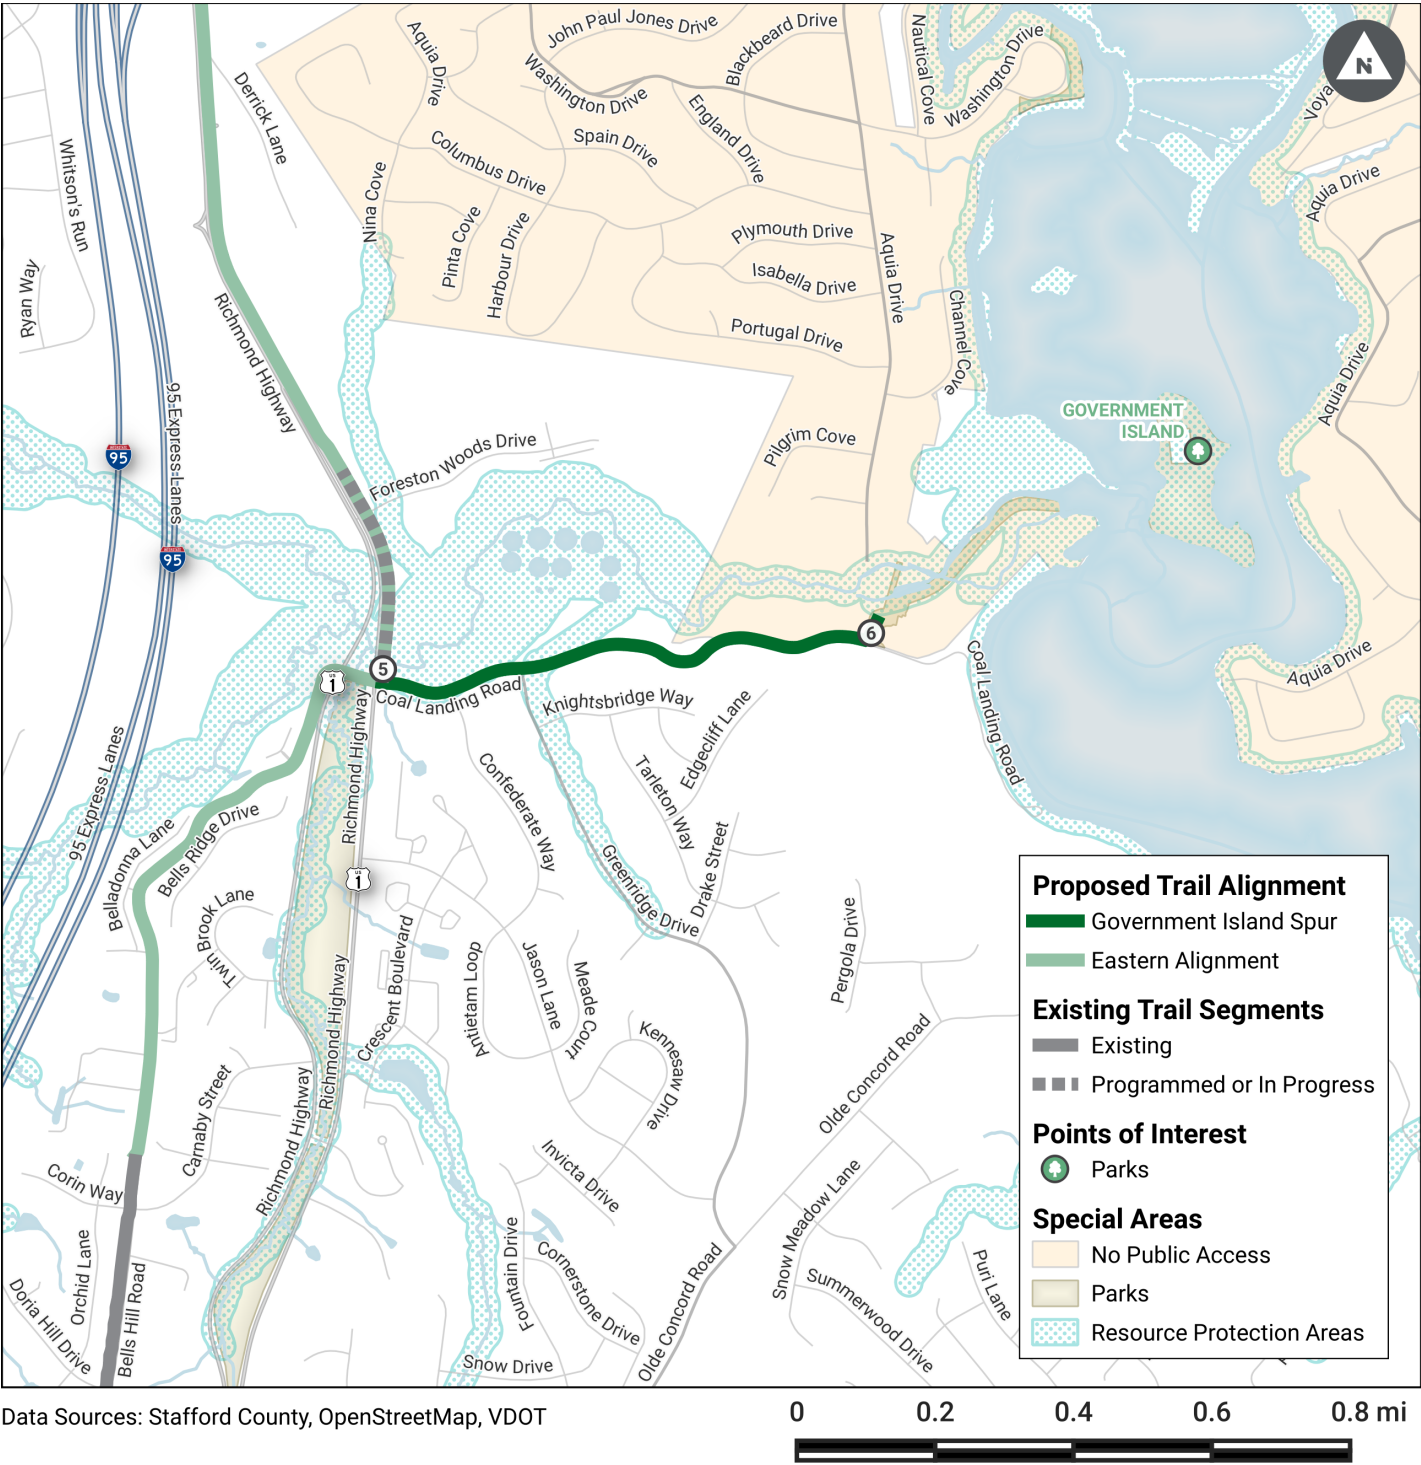 John Paul Jones Drive
Blackbeard Drive
Aquia Drive
Washington Drive
Nautical Cove
Washington Drive
N
Voya
Derrick Lane
England Drive
Spain Drive
Columbus Drive
Whitson's Run
Nina Cove
Aquia Drive
Pinta Cove
Harbour Drive
Plymouth Drive
Aquia Drive
Isabella Drive
Ryan Way
Richmond Highway
Portugal Drive
Channel Cove
Aquia Drive
95 Express Lanes
GOVERNMENT
ISLAND
95
Foreston Woods Drive
Pilgrim Cove
95
6
5
US
1
Coal Landing Road
Richmond Highway
Knightsbridge Way
Edgecliff Lane
Coal Landing Road
Aquia Drive
95 Express Lanes
Confederate Way
Tarleton Way
Bells Ridge Drive
Belladonna Lane
Drake Street
Greenridge Drive
US
1
Twin Brook Lane
Crescent Boulevard
Antietam Loop
Jason Lane
Meade Court
Pergola Drive
Richmond Highway
Kennesaw Drive
Olde Concord Road
Carnaby Street
Richmond Highway
Corin Way
Invicta Drive
Snow Meadow Lane
Orchid Lane
Doria Hill Drive
Bells Hill Road
Fountain Drive
Cornerstone Drive
Olde Concord Road
Summerwood Drive
Puri Lane
Snow Drive
Proposed Trail Alignment
Government Island Spur
Eastern Alignment
Existing Trail Segments
Existing
Programmed or In Progress
Points of Interest
Parks
Special Areas
No Public Access
Parks
Resource Protection Areas
Data Sources: Stafford County, OpenStreetMap, VDOT
0 0.2 0.4 0.6 0.8 mi